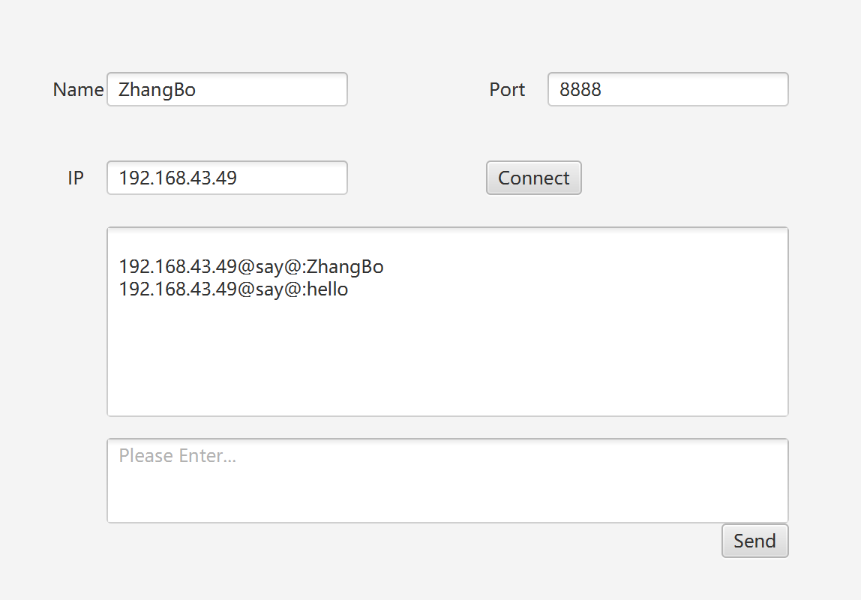 Name ZhangBo Port 8888
IP 192.168.43.49 Connect
192.168.43.49@say@:ZhangBo
192.168.43.49@say@:hello
Please Enter...
Send